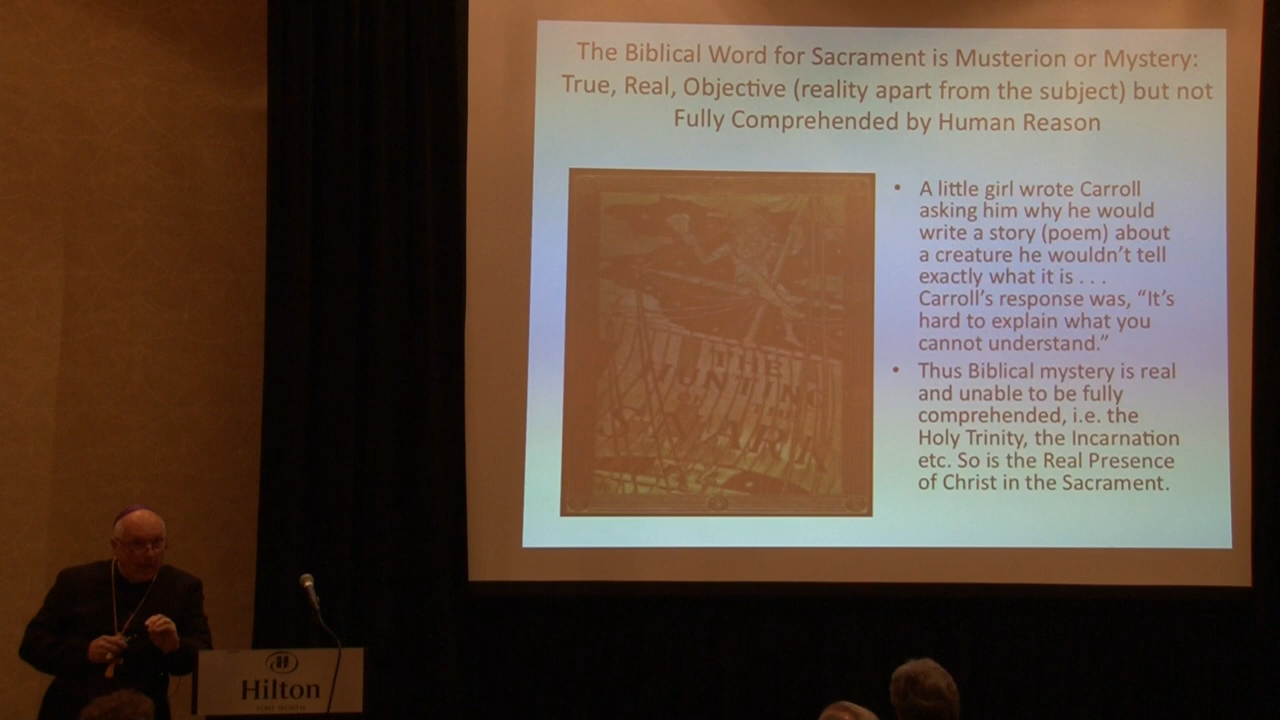 The Biblical Word for Sacrament is Musterion or Mystery:
True, Real, Objective (reality apart from the subject) but not
Fully Comprehended by Human Reason
• A little girl wrote Carroll
asking him why he would
write a story (poem) about
a creature he wouldn't tell
exactly what it is . . .
Carroll's response was, “It's
hard to explain what you
cannot understand.”
• Thus Biblical mystery is real
and unable to be fully
comprehended, i.e. the
Holy Trinity, the Incarnation
etc. So is the Real Presence
of Christ in the Sacrament.
THE
HUNTING
OF THE
SNARK
H
Hilton
FORT WORTH